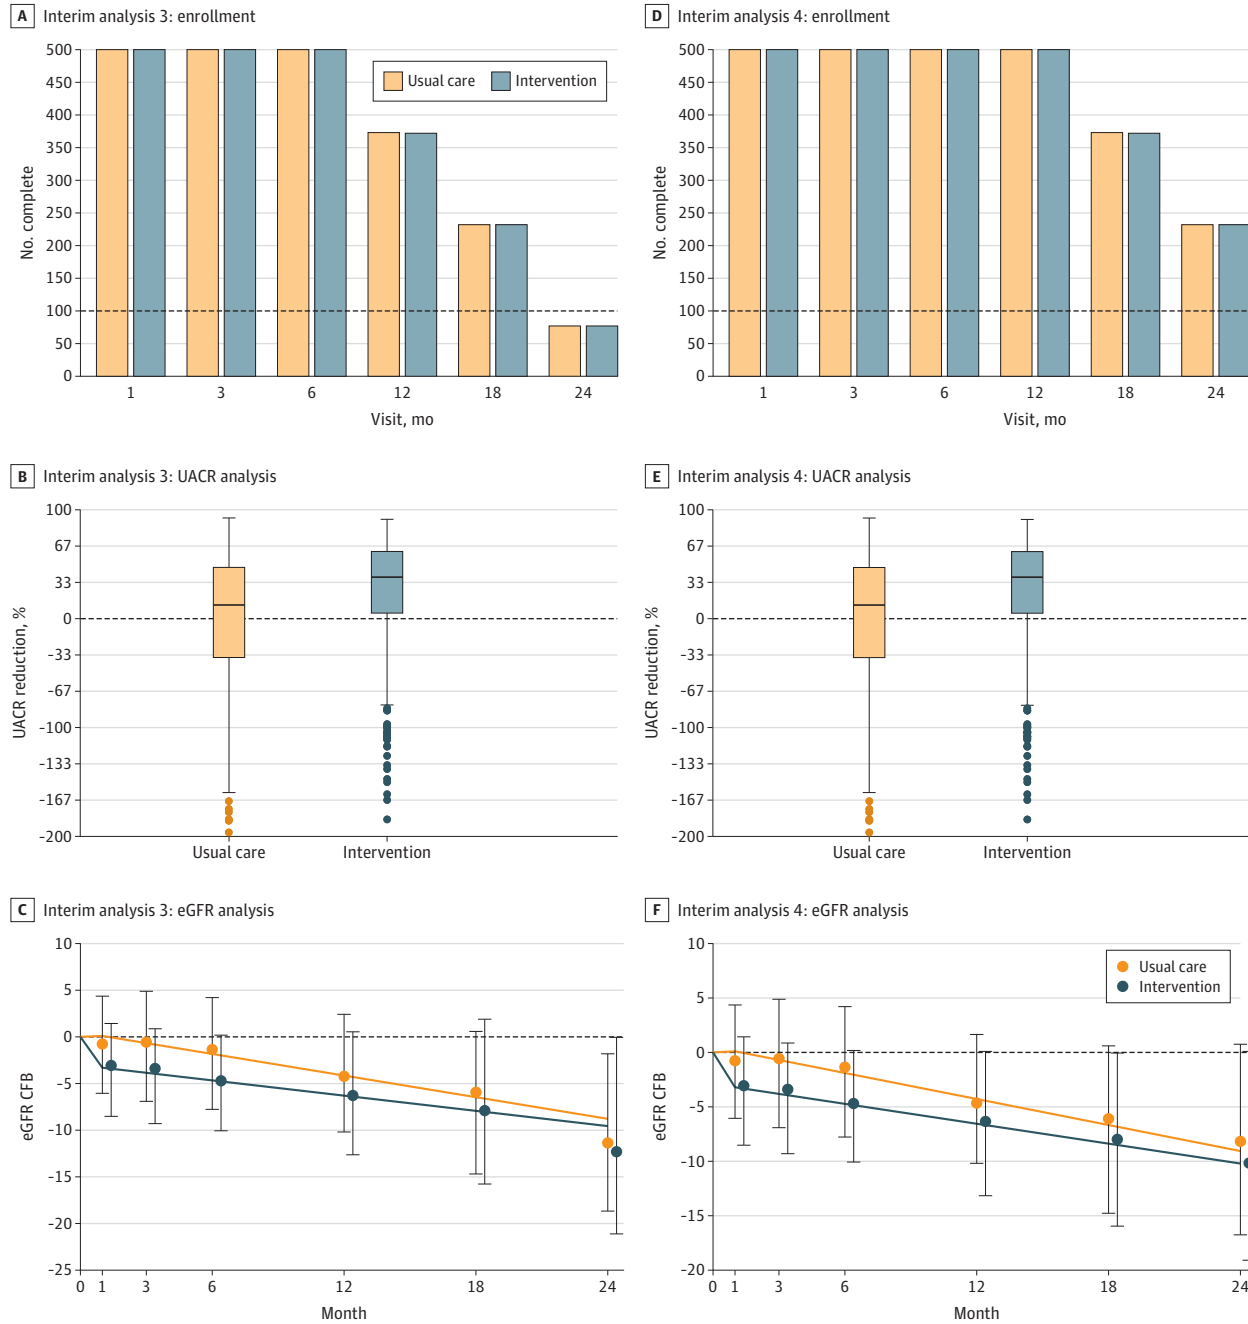 A Interim analysis 3: enrollment
500
450
400
350
300
250
200
150
100
50
0
No. complete
Usual care
Intervention
1 3 6 12 18 24
Visit, mo
D Interim analysis 4: enrollment
500
450
400
350
300
250
200
150
100
50
0
No. complete
1 3 6 12 18 24
Visit, mo
B Interim analysis 3: UACR analysis
100
67
33
0
-33
-67
-100
-133
-167
-200
UACR reduction, %
Usual care Intervention
E Interim analysis 4: UACR analysis
100
67
33
0
-33
-67
-100
-133
-167
-200
UACR reduction, %
Usual care Intervention
C Interim analysis 3: eGFR analysis
10
5
0
-5
-10
-15
-20
-25
eGFR CFB
0 1 3 6 12 18 24
Month
F Interim analysis 4: eGFR analysis
10
5
0
-5
-10
-15
-20
eGFR CFB
Usual care
Intervention
0 1 3 6 12 18 24
Month